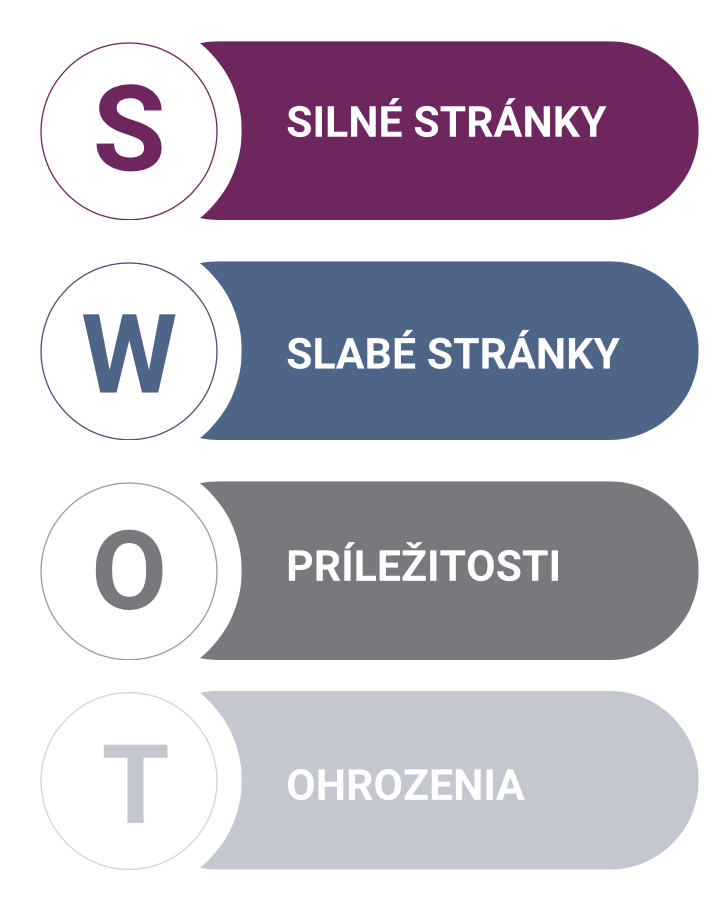 S
SILNÉ STRÁNKY
W
SLABÉ STRÁNKY
O
PRÍLEŽITOSTI
T
OHROZENIA